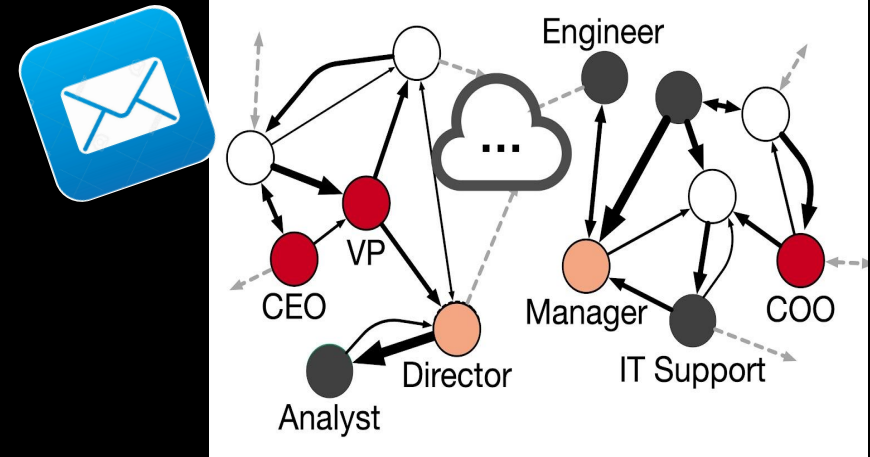 Engineer
...
VP
CEO
Manager
COO
IT Support
Director
Analyst